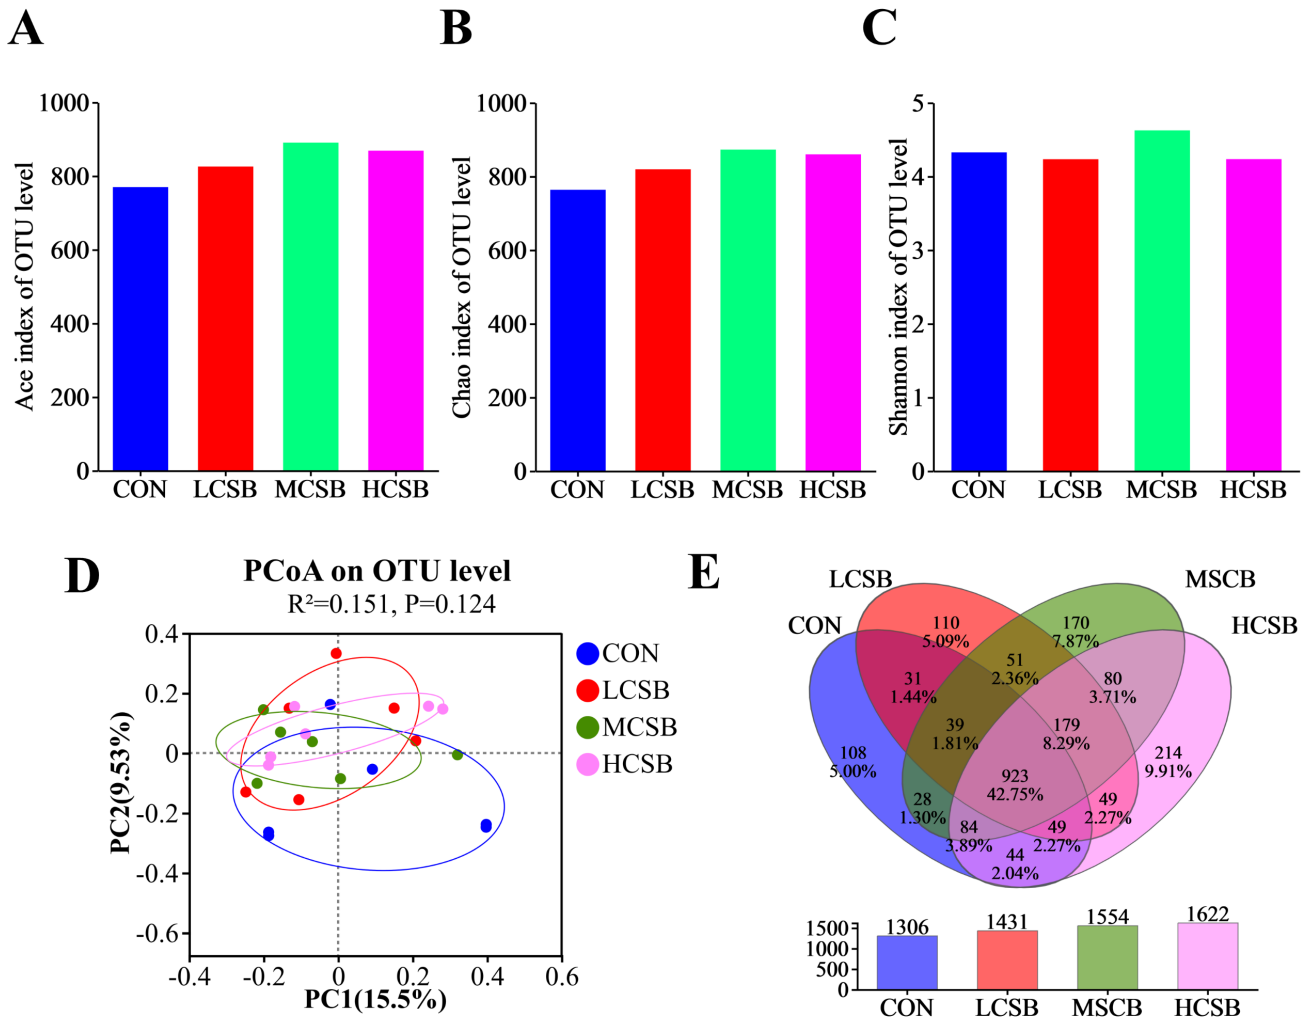 A
1000
800
600
400
200
0
Ace index of OTU level
CON LCSB MCSB HCSB
B
1000
800
600
400
200
0
Chao index of OTU level
CON LCSB MCSB HCSB
C
5
4
3
2
1
0
Shannon index of OTU level
CON LCSB MCSB HCSB
D
PCoA on OTU level
R²=0.151, P=0.124
0.4
0.2
0
-0.2
-0.4
-0.6
PC2(9.53%)
-0.4 -0.2 0 0.2 0.4 0.6
PC1(15.5%)
CON
LCSB
MCSB
HCSB
E
LCSB MSCB
CON HCSB
110
5.09%
170
7.87%
51
2.36%
31
1.44%
80
3.71%
39
1.81%
179
8.29%
108
5.00%
214
9.91%
923
42.75%
28
1.30%
49
2.27%
84
3.89%
49
2.27%
44
2.04%
1500
1000
500
0
1306 1431 1554 1622
CON LCSB MSCB HCSB